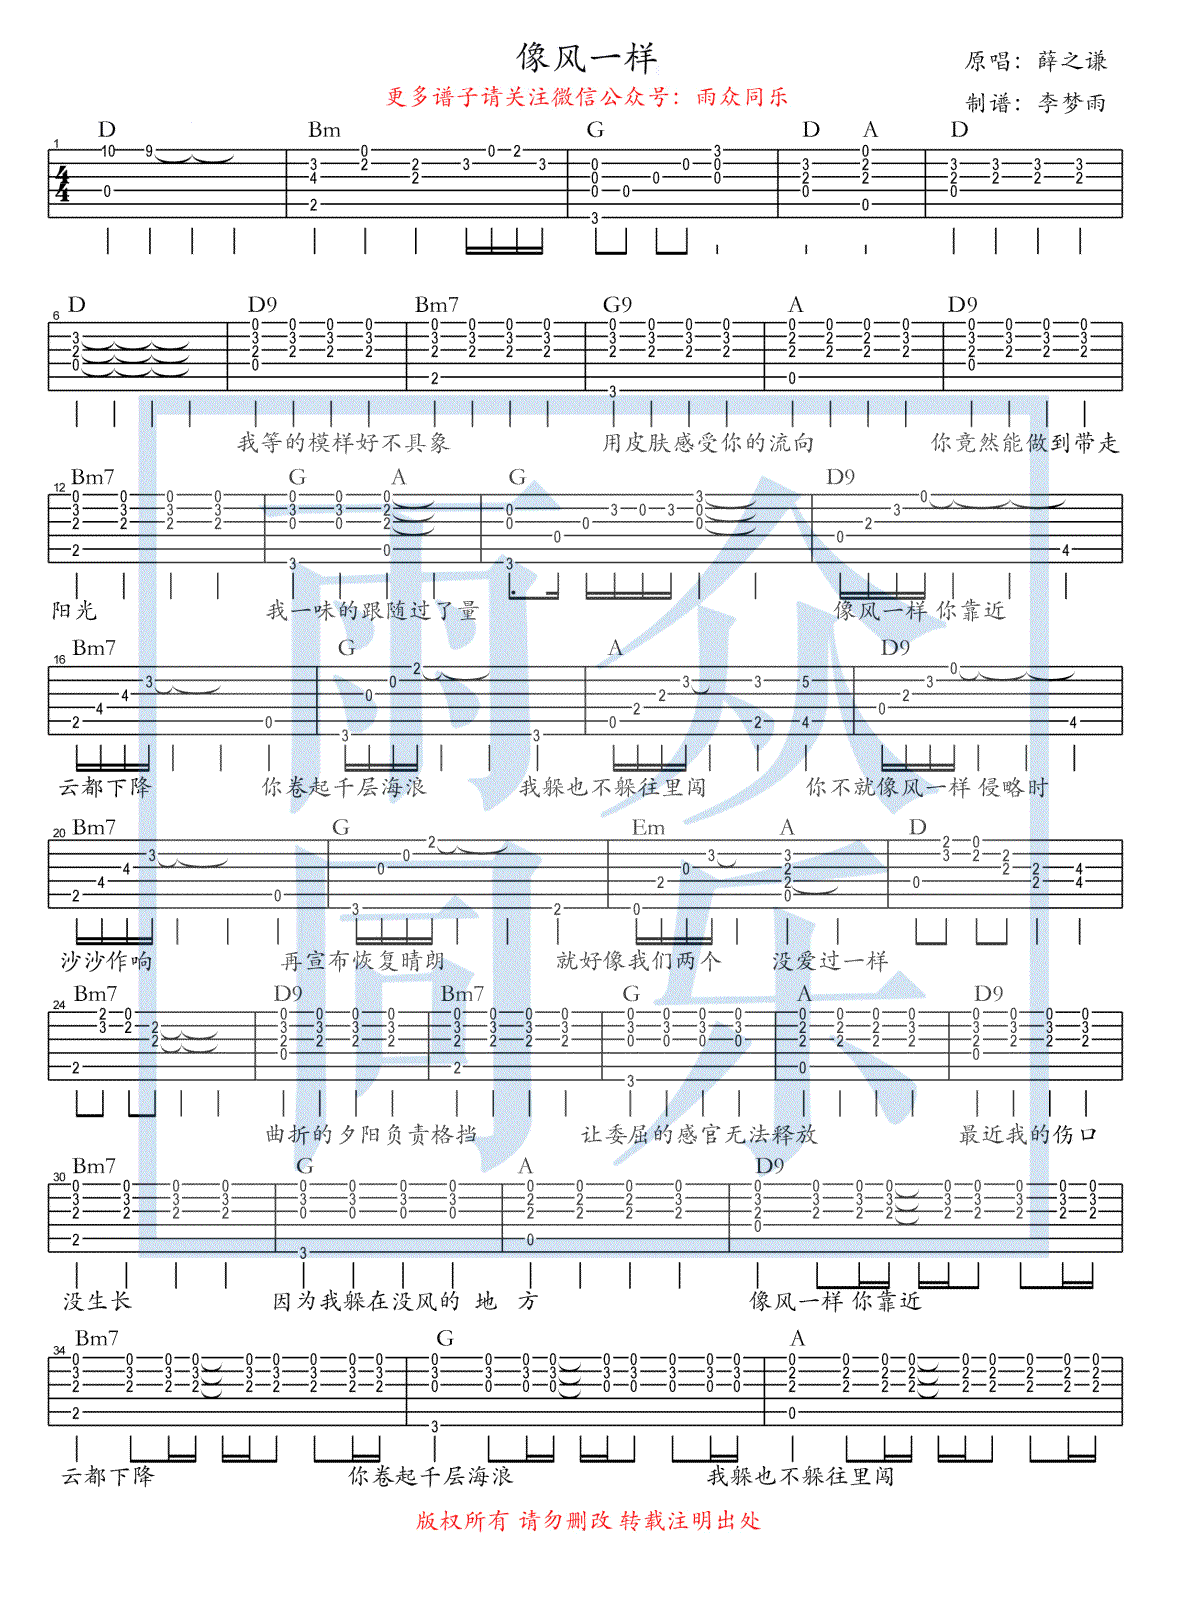 像风一样
原唱：薛之谦
更多谱子请关注微信公众号：雨众同乐
制谱：李梦雨
D Bm G D A D
D D9 Bm7 G9 A D9
我等的模样好不具象 用皮肤感受你的流向 你竟然能做到带走
Bm7 G A G D9
阳光 我一味的跟随过了量 像风一样 你靠近
Bm7 G A D9
云都下降 你卷起千层海浪 我躲也不躲往里闯 你不就像风一样 侵略时
Bm7 G Em A D
沙沙作响 再宣布恢复晴朗 就好像我们两个 没爱过一样
Bm7 D9 Bm7 G A D9
曲折的夕阳负责格挡 让委屈的感官无法释放 最近我的伤口
Bm7 G A D9
没生长 因为我躲在没风的 地 方 像风一样 你靠近
Bm7 G A
云都下降 你卷起千层海浪 我躲也不躲往里闯
版权所有 请勿删改 转载注明出处
雨众同乐